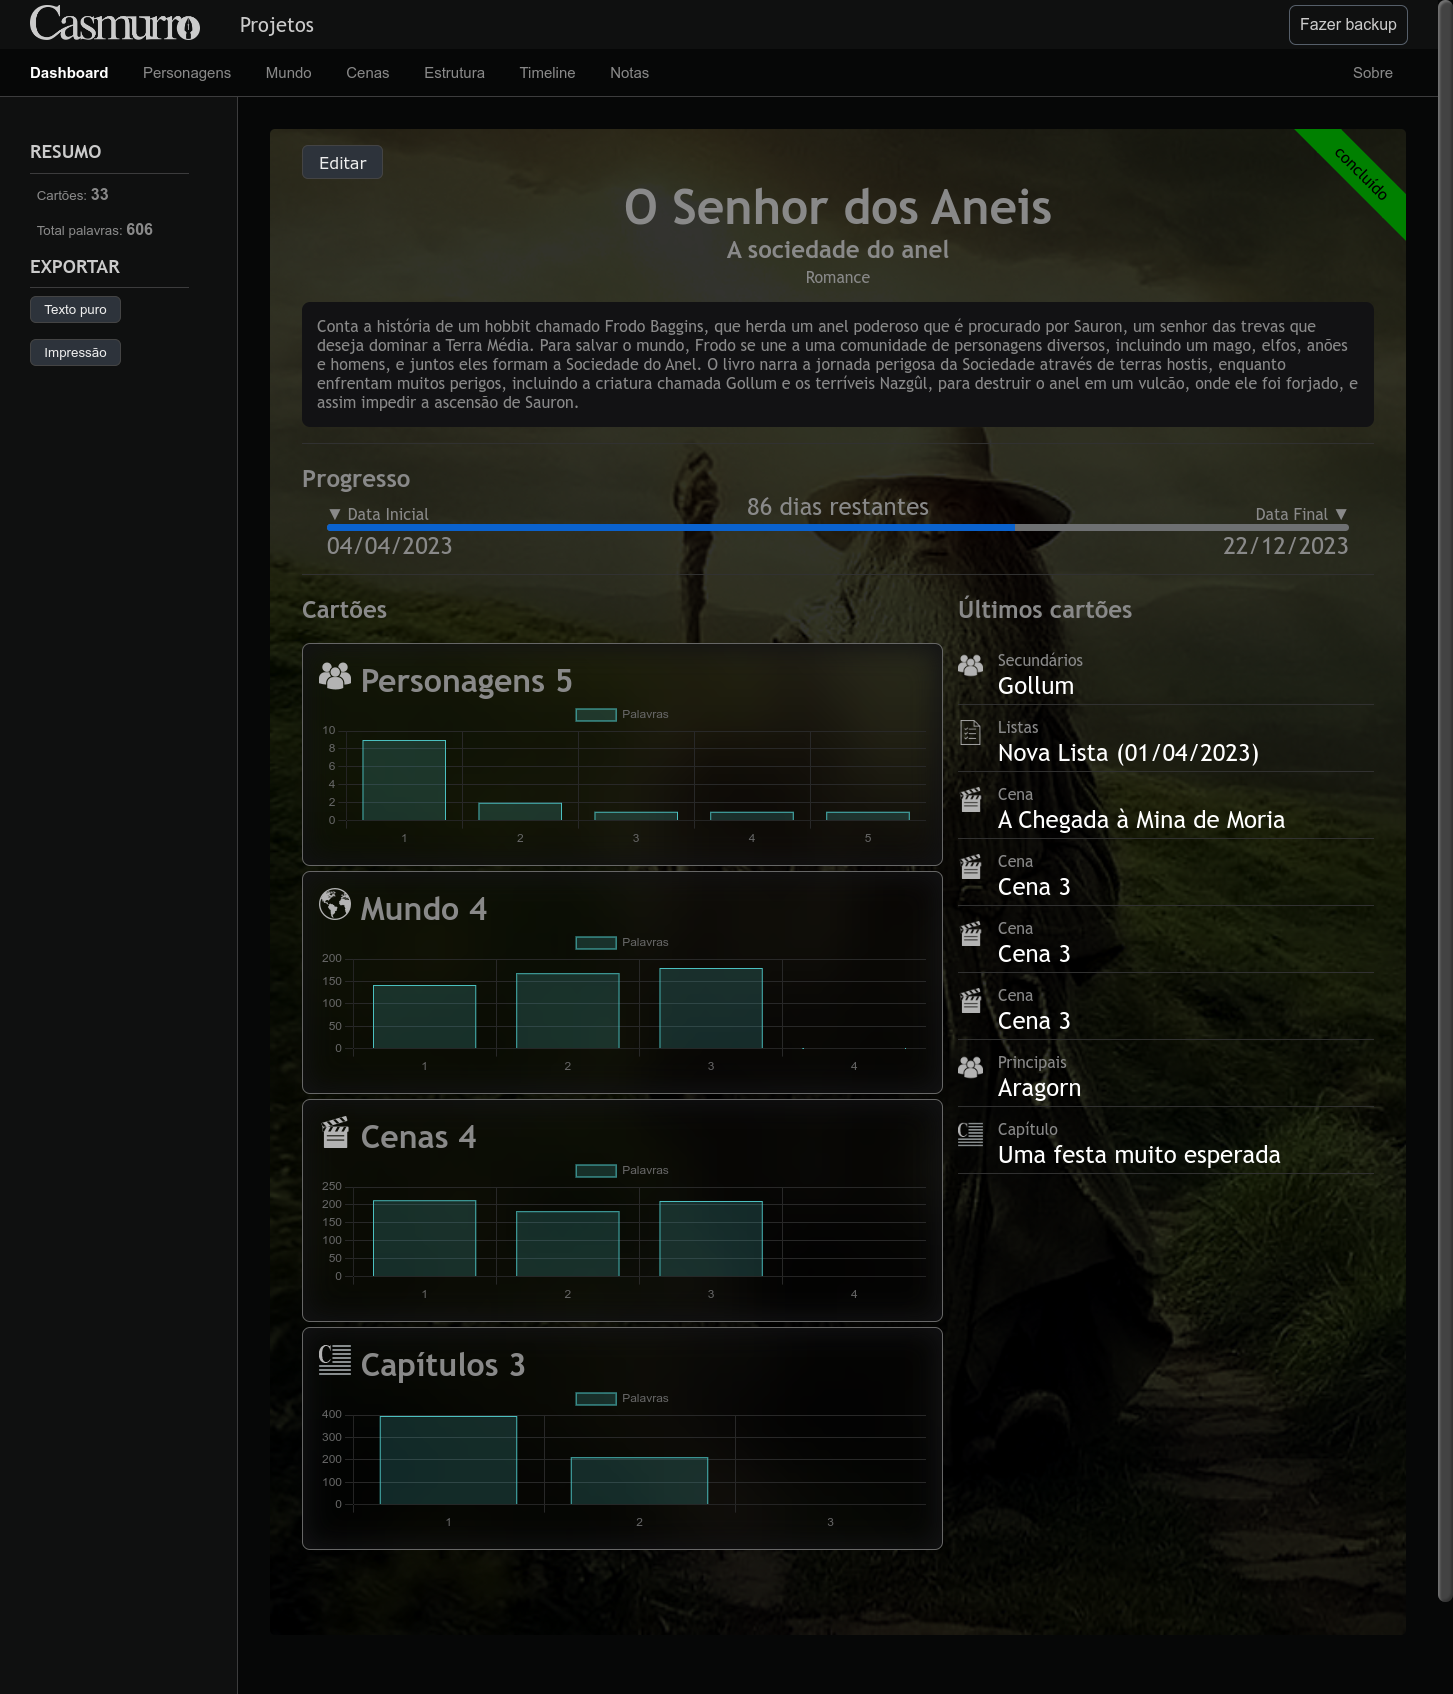 Casmurro
Projetos
Fazer backup
Dashboard
Personagens
Mundo
Cenas
Estrutura
Timeline
Notas
Sobre
RESUMO
Cartões: 33
Total palavras: 606
EXPORTAR
Texto puro
Impressão
Editar
concluído
O Senhor dos Aneis
A sociedade do anel
Romance
Conta a história de um hobbit chamado Frodo Baggins, que herda um anel poderoso que é procurado por Sauron, um senhor das trevas que
deseja dominar a Terra Média. Para salvar o mundo, Frodo se une a uma comunidade de personagens diversos, incluindo um mago, elfos, anões
e homens, e juntos eles formam a Sociedade do Anel. O livro narra a jornada perigosa da Sociedade através de terras hostis, enquanto
enfrentam muitos perigos, incluindo a criatura chamada Gollum e os terríveis Nazgûl, para destruir o anel em um vulcão, onde ele foi forjado, e
assim impedir a ascensão de Sauron.
Progresso
86 dias restantes
▼ Data Inicial
Data Final ▼
04/04/2023
22/12/2023
Cartões
Personagens 5
Palavras
10
8
6
4
2
0
1 2 3 4 5
Mundo 4
Palavras
200
150
100
50
0
1 2 3 4
Cenas 4
Palavras
250
200
150
100
50
0
1 2 3 4
Capítulos 3
Palavras
400
300
200
100
0
1 2 3
Últimos cartões
Secundários
Gollum
Listas
Nova Lista (01/04/2023)
Cena
A Chegada à Mina de Moria
Cena
Cena 3
Cena
Cena 3
Cena
Cena 3
Principais
Aragorn
Capítulo
Uma festa muito esperada